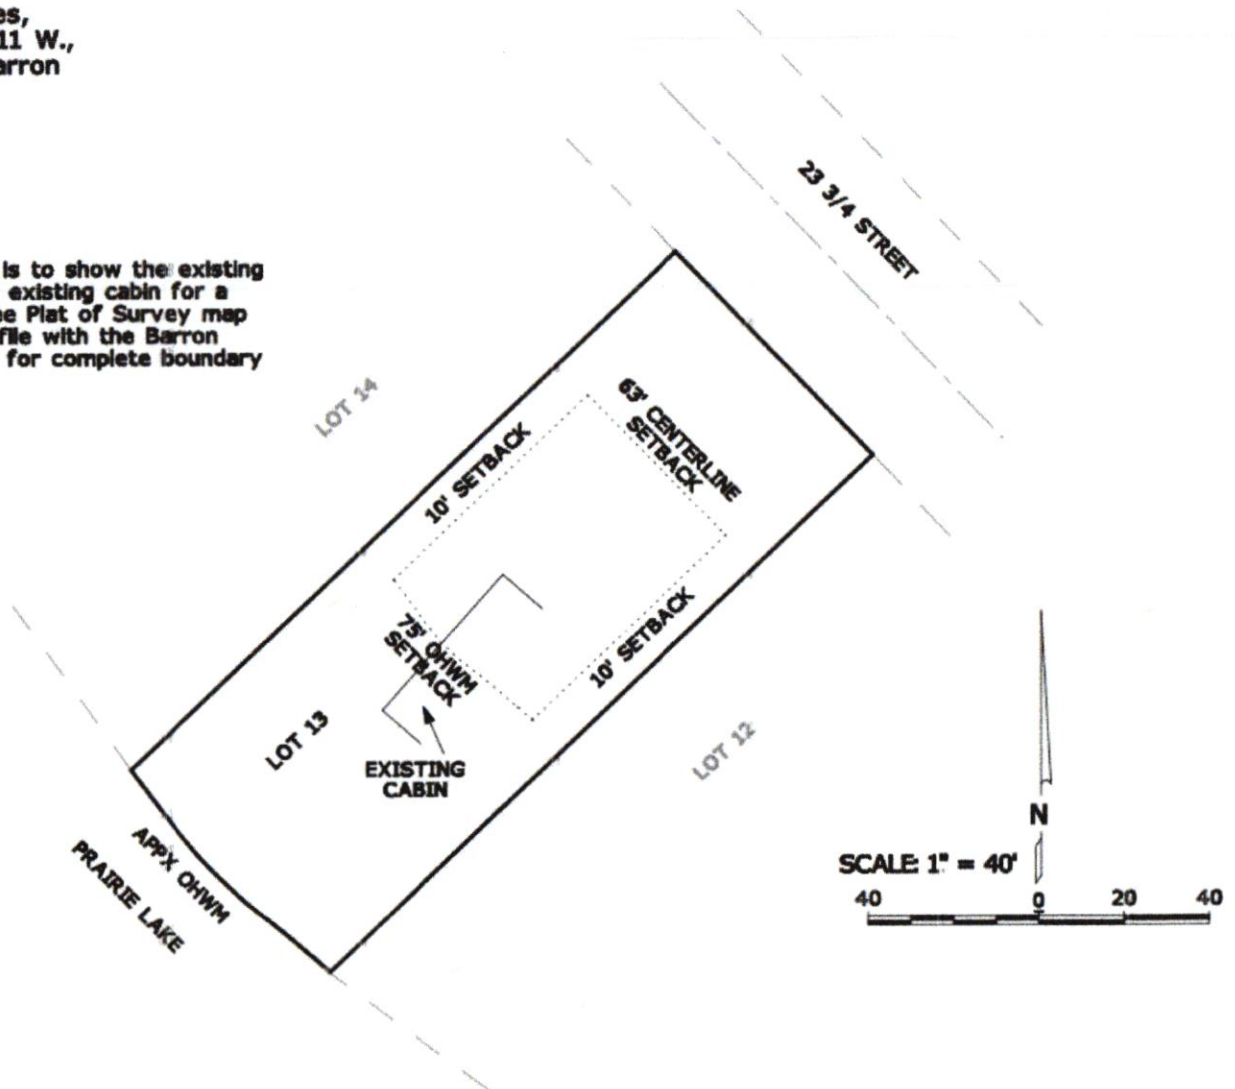 es,
11 W.,
arron
is to show the existing
existing cabin for a
e Plat of Survey map
file with the Barron
for complete boundary
23 3/4 STREET
LOT 14
63' CENTERLINE
SETBACK
10' SETBACK
75' OHWM
SETBACK
10' SETBACK
LOT 13
EXISTING
CABIN
LOT 12
APPX OHWM
PRAIRIE LAKE
N
SCALE: 1" = 40'
40 0 20 40